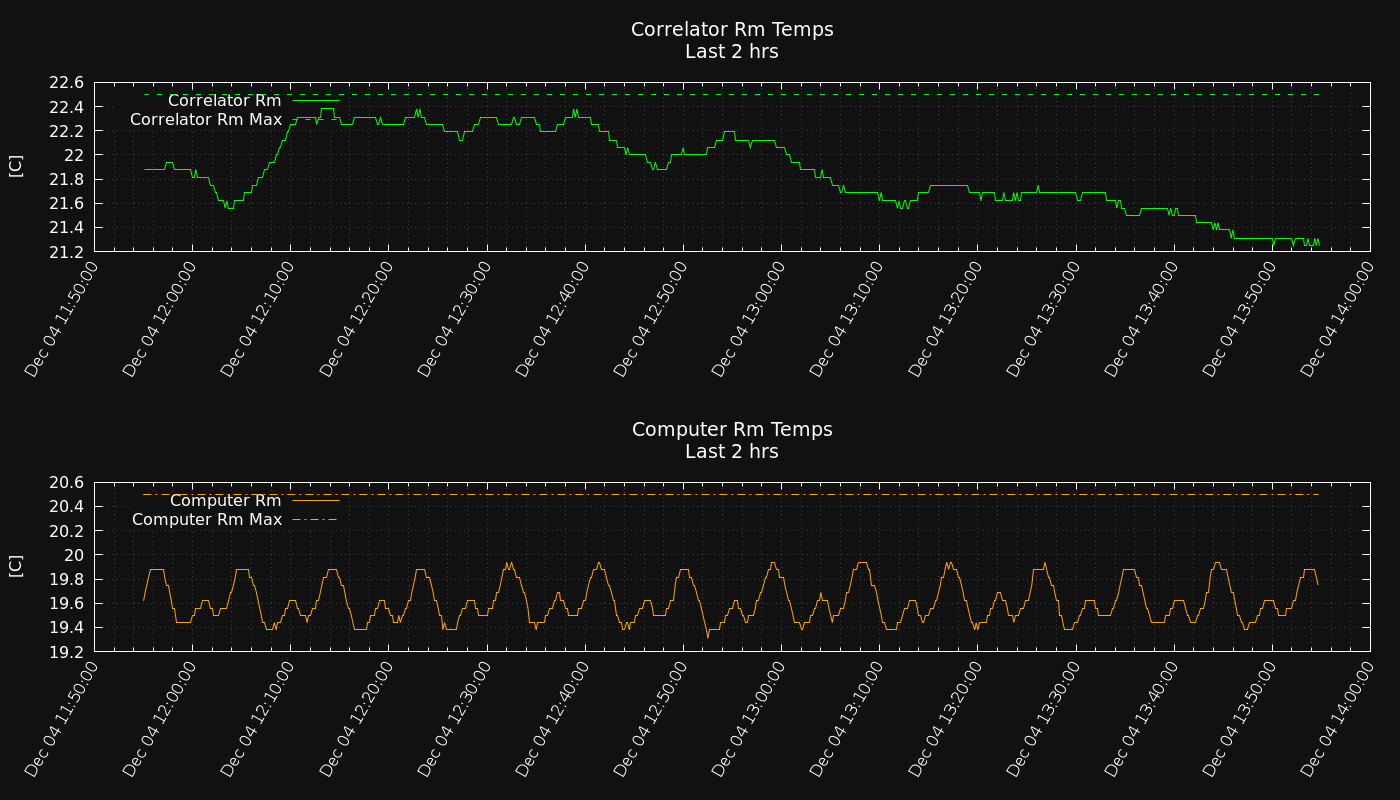 Correlator Rm Temps
Last 2 hrs
22.6
22.4
22.2
22
21.8
21.6
21.4
21.2
[C]
Correlator Rm
Correlator Rm Max
Dec 04 11:50:00
Dec 04 12:00:00
Dec 04 12:10:00
Dec 04 12:20:00
Dec 04 12:30:00
Dec 04 12:40:00
Dec 04 12:50:00
Dec 04 13:00:00
Dec 04 13:10:00
Dec 04 13:20:00
Dec 04 13:30:00
Dec 04 13:40:00
Dec 04 13:50:00
Dec 04 14:00:00
Computer Rm Temps
Last 2 hrs
20.6
20.4
20.2
20
19.8
19.6
19.4
19.2
[C]
Computer Rm
Computer Rm Max
Dec 04 11:50:00
Dec 04 12:00:00
Dec 04 12:10:00
Dec 04 12:20:00
Dec 04 12:30:00
Dec 04 12:40:00
Dec 04 12:50:00
Dec 04 13:00:00
Dec 04 13:10:00
Dec 04 13:20:00
Dec 04 13:30:00
Dec 04 13:40:00
Dec 04 13:50:00
Dec 04 14:00:00